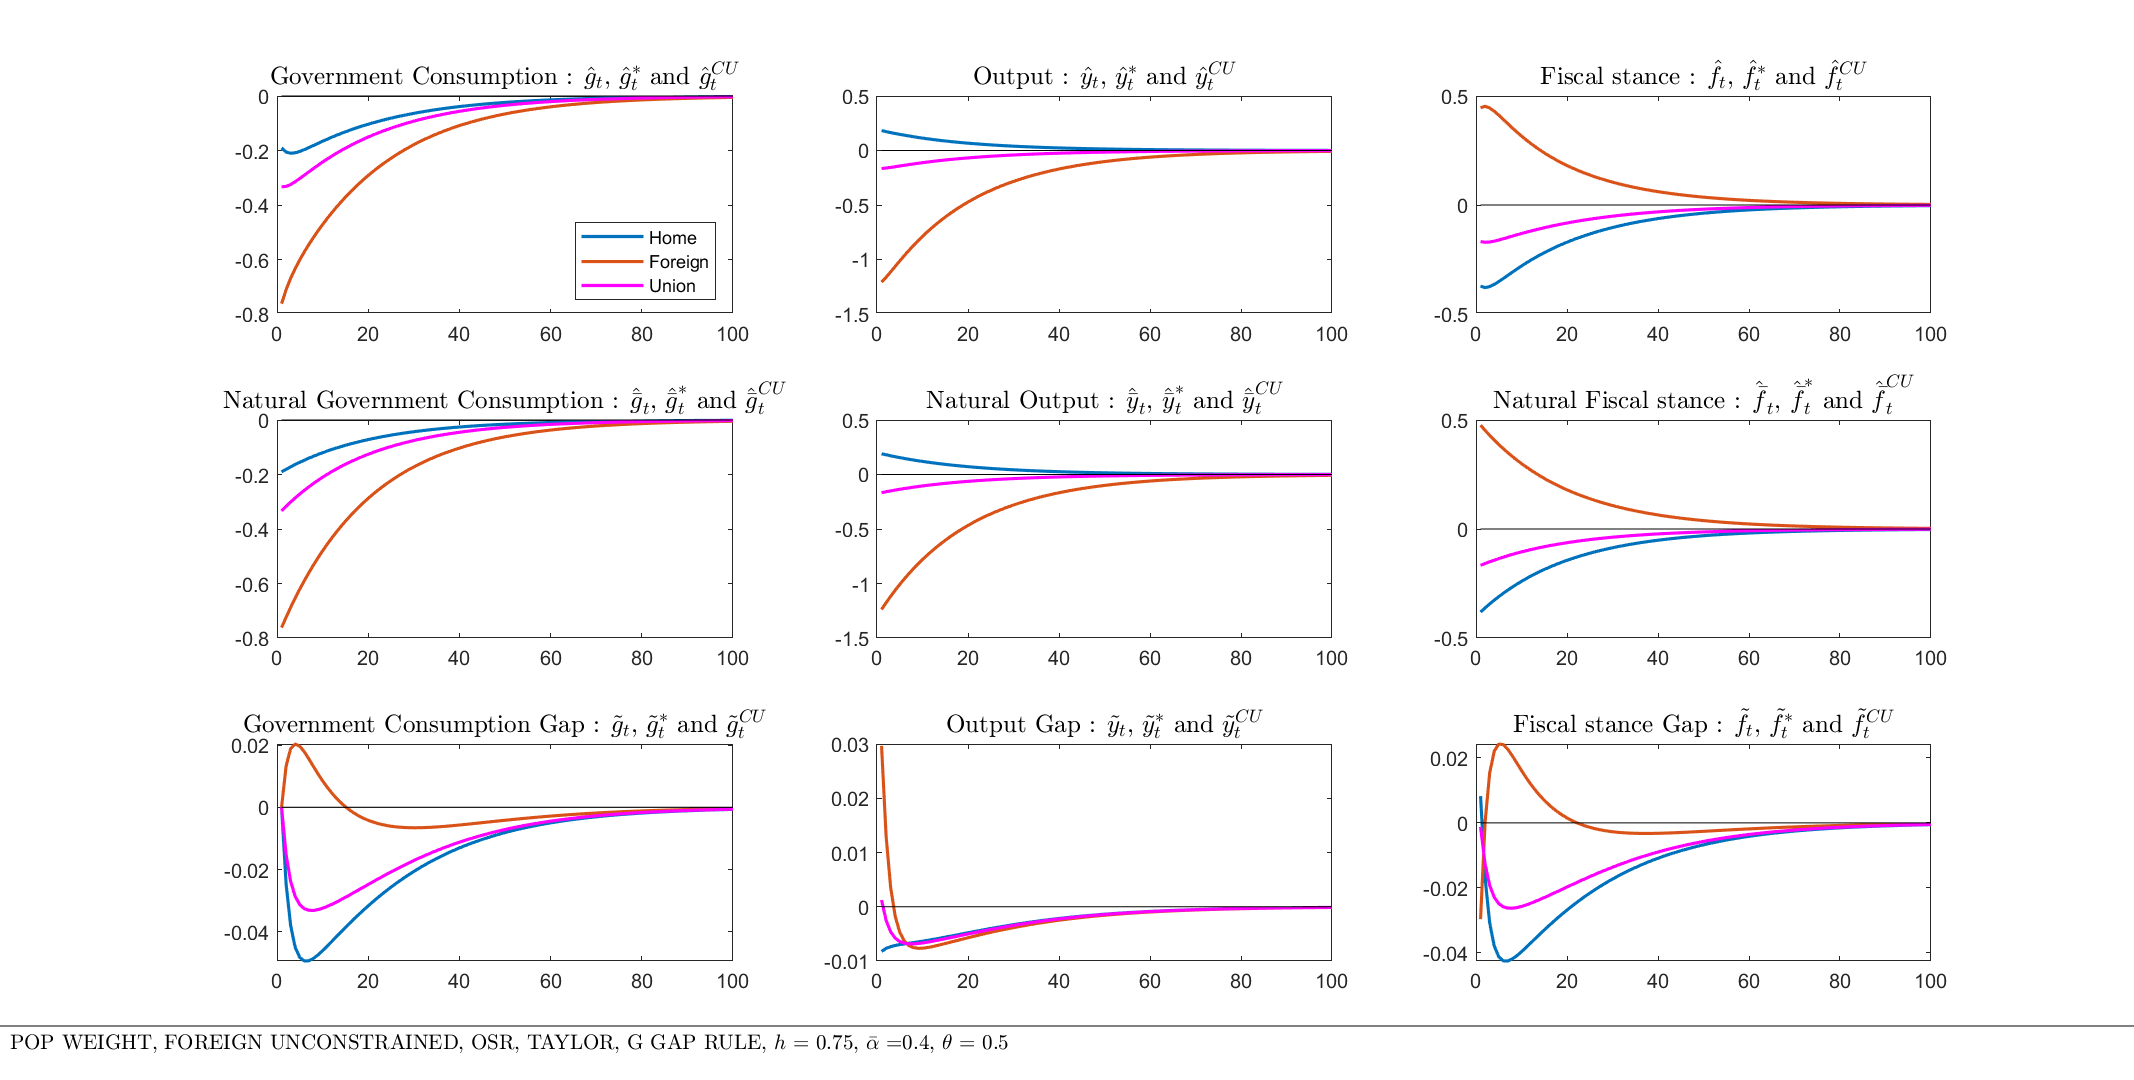 Government Consumption : ĝₜ, ĝₜ* and ĝₜᶜᵁ
0
-0.2
-0.4
-0.6
-0.8
0 20 40 60 80 100
Home
Foreign
Union
Output : ŷₜ, ŷₜ* and ŷₜᶜᵁ
0.5
0
-0.5
-1
-1.5
0 20 40 60 80 100
Fiscal stance : f̂ₜ, f̂ₜ* and f̂ₜᶜᵁ
0.5
0
-0.5
0 20 40 60 80 100
Natural Government Consumption : ḡ̂ₜ, ḡ̂ₜ* and ḡ̂ₜᶜᵁ
0
-0.2
-0.4
-0.6
-0.8
0 20 40 60 80 100
Natural Output : ȳ̂ₜ, ȳ̂ₜ* and ȳ̂ₜᶜᵁ
0.5
0
-0.5
-1
-1.5
0 20 40 60 80 100
Natural Fiscal stance : f̄̂ₜ, f̄̂ₜ* and f̄̂ₜᶜᵁ
0.5
0
-0.5
0 20 40 60 80 100
Government Consumption Gap : g̃ₜ, g̃ₜ* and g̃ₜᶜᵁ
0.02
0
-0.02
-0.04
0 20 40 60 80 100
Output Gap : ỹₜ, ỹₜ* and ỹₜᶜᵁ
0.03
0.02
0.01
0
-0.01
0 20 40 60 80 100
Fiscal stance Gap : f̃ₜ, f̃ₜ* and f̃ₜᶜᵁ
0.02
0
-0.02
-0.04
0 20 40 60 80 100
POP WEIGHT, FOREIGN UNCONSTRAINED, OSR, TAYLOR, G GAP RULE, h = 0.75, ᾱ =0.4, θ = 0.5